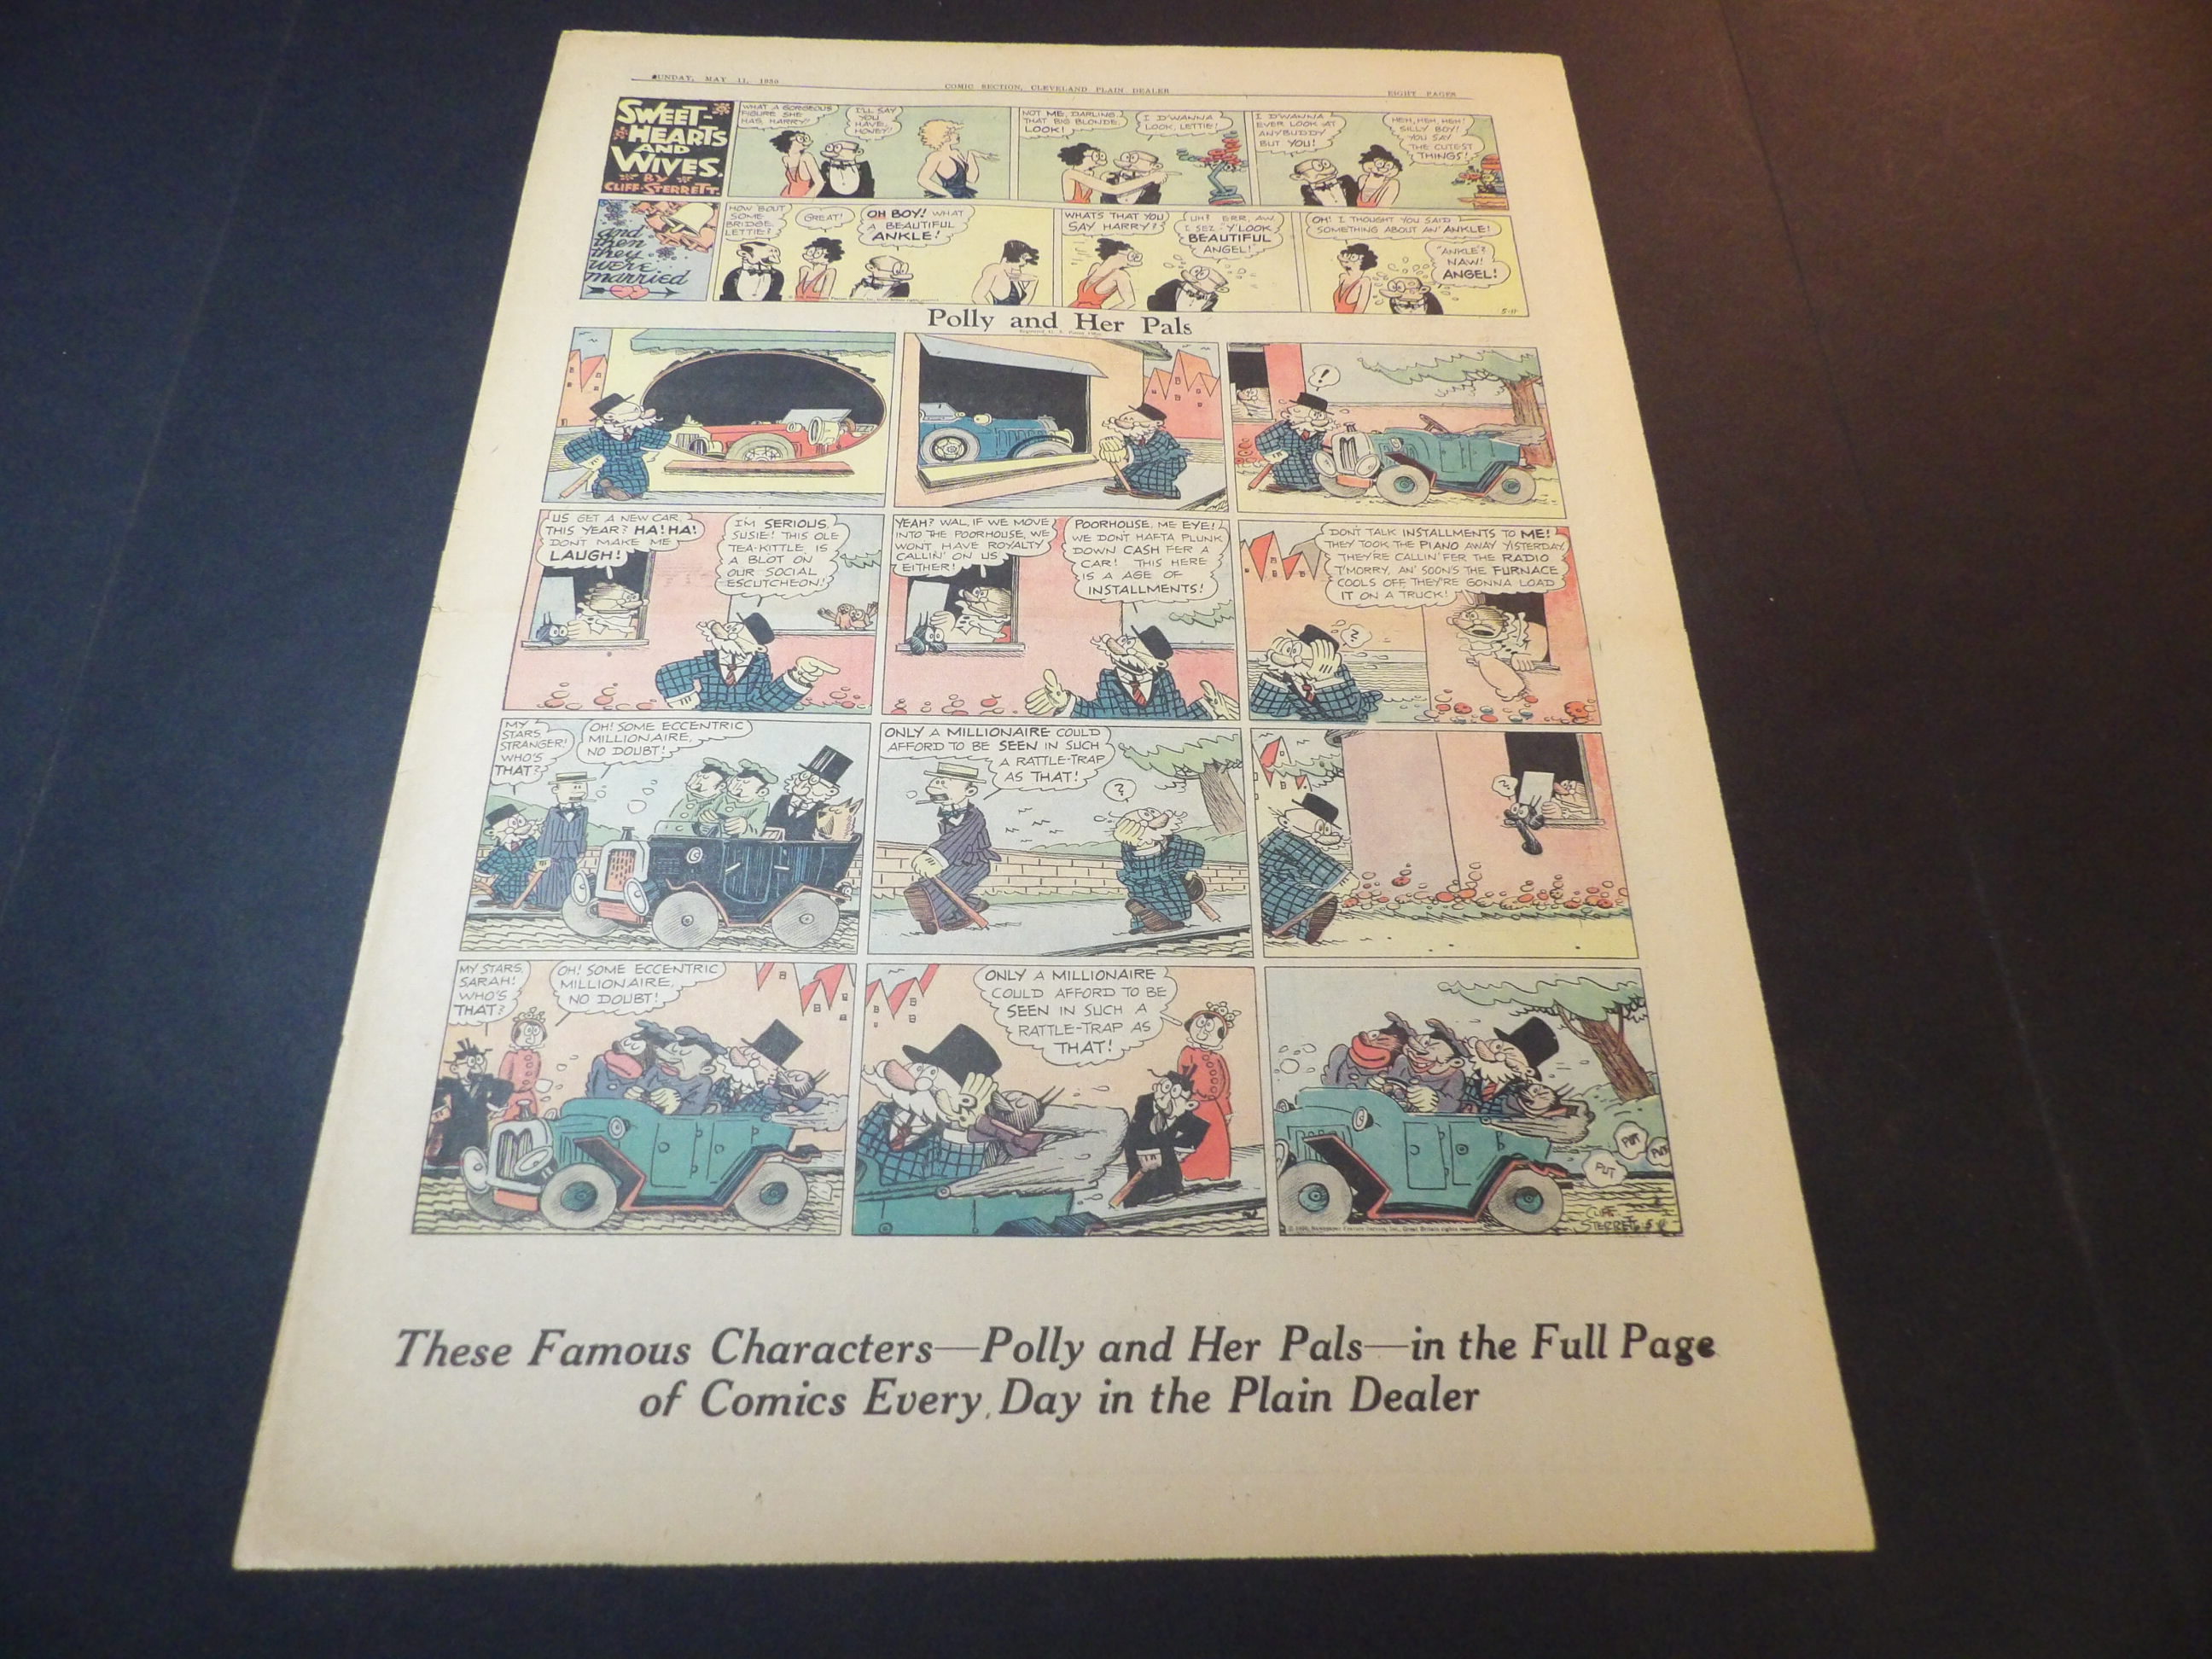 SUNDAY, MAY 11, 1930
COMIC SECTION, CLEVELAND PLAIN DEALER
EIGHT PAGES
SWEET-
HEARTS
AND
WIVES.
BY
CLIFF-STERRETT.
WHAT A GORGEOUS
FIGURE SHE
HAS, HARRY!
I'LL SAY
YOU
HAVE,
HONEY!
NOT ME, DARLING.
THAT BIG BLONDE.
LOOK!
I D'WANNA
LOOK, LETTIE!
I D'WANNA
EVER LOOK AT
ANYBUDDY
BUT YOU!
HEH, HEH, HEH!
SILLY BOY!
YOU SAY
THE CUTEST
THINGS!
and
then
they
were
married
HOW 'BOUT
SOME
BRIDGE,
LETTIE?
GREAT!
OH BOY! WHAT
A BEAUTIFUL
ANKLE!
WHATS THAT YOU
SAY HARRY?
UH? ERR, AW
I SEZ-Y'LOOK
BEAUTIFUL
ANGEL!
OH! I THOUGHT YOU SAID
SOMETHING ABOUT AN' ANKLE!
"ANKLE"?
NAW!
ANGEL!
5-11
Polly and Her Pals
!
US GET A NEW CAR
THIS YEAR? HA! HA!
DON'T MAKE ME
LAUGH!
I'M SERIOUS,
SUSIE! THIS OLE
TEA-KITTLE IS
A BLOT ON
OUR SOCIAL
ESCUTCHEON!
YEAH? WAL, IF WE MOVE
INTO THE POORHOUSE, WE
WONT HAVE ROYALTY
CALLIN' ON US
EITHER!
POORHOUSE, ME EYE!
WE DONT HAFTA PLUNK
DOWN CASH FER A
CAR! THIS HERE
IS A AGE OF
INSTALLMENTS!
DON'T TALK INSTALLMENTS TO ME!
THEY TOOK THE PIANO AWAY YISTERDAY,
THEY'RE CALLIN' FER THE RADIO
T'MORRY, AN' SOON'S THE FURNACE
COOLS OFF, THEY'RE GONNA LOAD
IT ON A TRUCK!
?
MY
STARS,
STRANGER!
WHO'S
THAT?
OH! SOME ECCENTRIC
MILLIONAIRE,
NO DOUBT!
ONLY A MILLIONAIRE COULD
AFFORD TO BE SEEN IN SUCH
A RATTLE-TRAP
AS THAT!
?
?
MY STARS,
SARAH!
WHO'S
THAT?
OH! SOME ECCENTRIC
MILLIONAIRE,
NO DOUBT!
ONLY A MILLIONAIRE
COULD AFFORD TO BE
SEEN IN SUCH A
RATTLE-TRAP AS
THAT!
PUT
PUT
PUT
CLIFF
STERRETT
These Famous Characters—Polly and Her Pals—in the Full Page
of Comics Every Day in the Plain Dealer